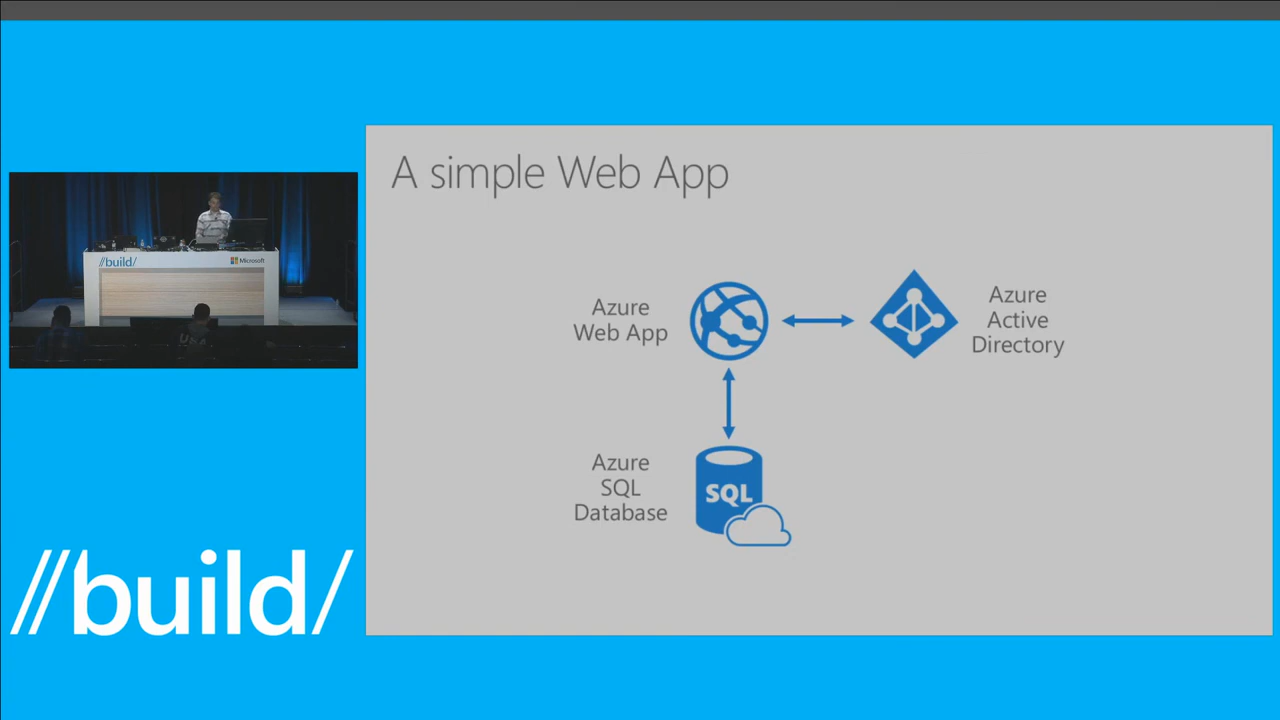 A simple Web App
Azure
Web App
Azure
Active
Directory
Azure
SQL
Database
SQL
//build/
Microsoft
//build/